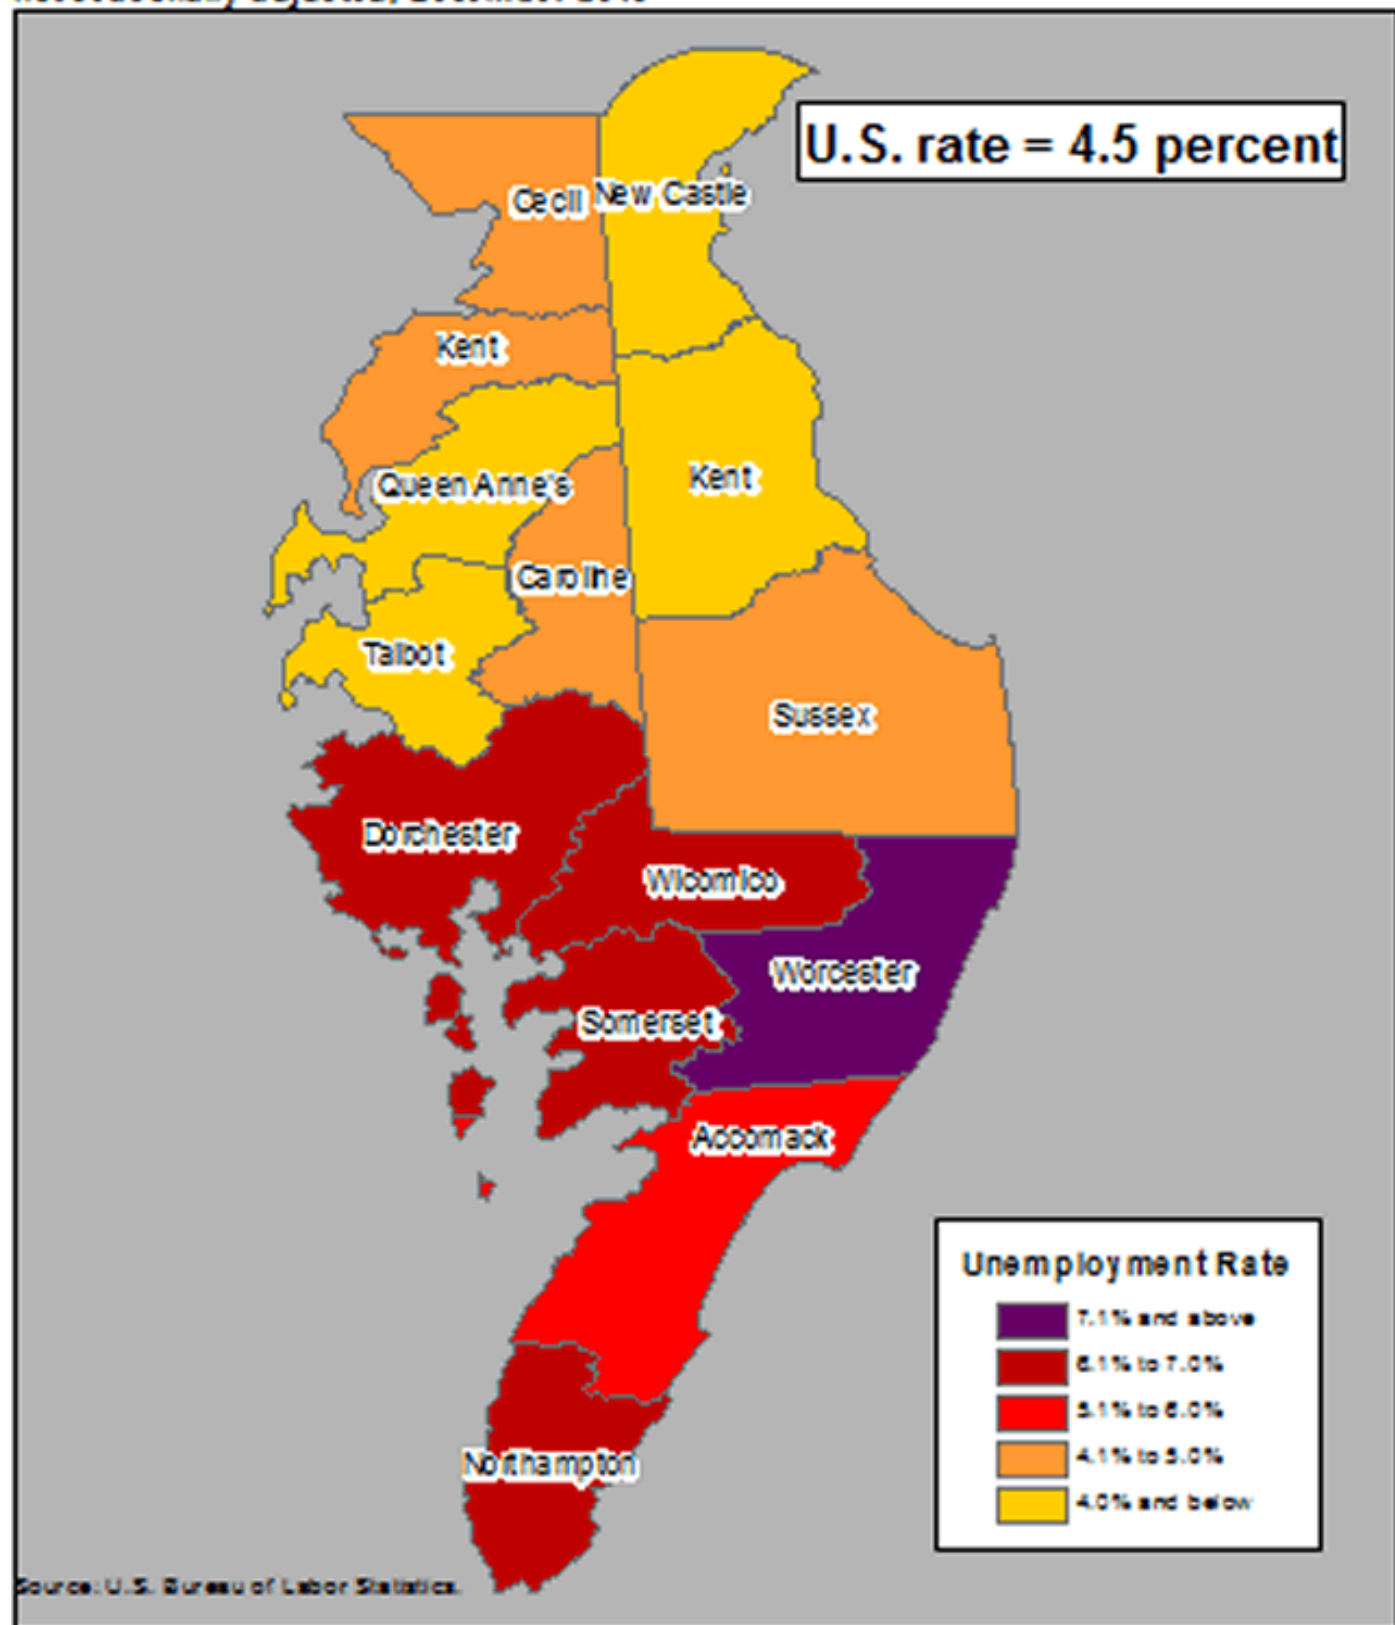 U.S. rate = 4.5 percent
Cecil
New Castle
Kent
Queen Anne's
Kent
Caroline
Talbot
Sussex
Dorchester
Wicomico
Worcester
Somerset
Accomack
Unemployment Rate
7.1% and above
6.1% to 7.0%
5.1% to 6.0%
4.1% to 5.0%
4.0% and below
Northampton
Source: U.S. Bureau of Labor Statistics.